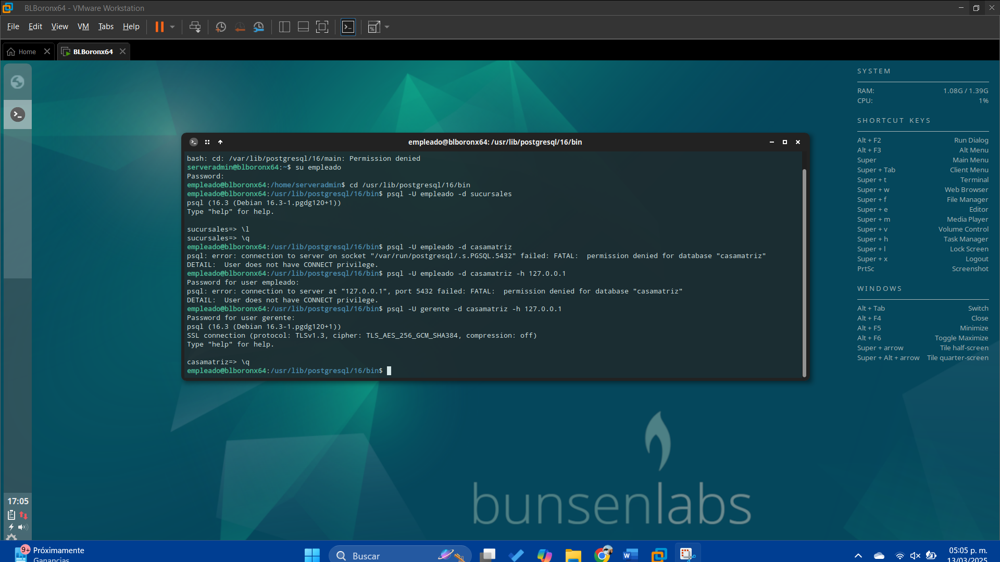 BLBoronx64 - VMware Workstation
File Edit View VM Tabs Help
Home
BLBoronx64
SYSTEM
RAM: 1.08G / 1.39G
CPU: 1%
SHORTCUT KEYS
Alt + F2 Run Dialog
Alt + F3 Alt Menu
Super Main Menu
Super + Tab Client Menu
Super + t Terminal
Super + w Web Browser
Super + f File Manager
Super + e Editor
Super + m Media Player
Super + v Volume Control
Super + h Task Manager
Super + l Lock Screen
Super + x Logout
PrtSc Screenshot
WINDOWS
Alt + Tab Switch
Alt + F4 Close
Alt + F5 Minimize
Alt + F6 Toggle Maximize
Super + arrow Tile half-screen
Super + Alt + arrow Tile quarter-screen
empleado@blboronx64: /usr/lib/postgresql/16/bin
bash: cd: /var/lib/postgresql/16/main: Permission denied
serveradmin@blboronx64:~$ su empleado
Password:
empleado@blboronx64:/home/serveradmin$ cd /usr/lib/postgresql/16/bin
empleado@blboronx64:/usr/lib/postgresql/16/bin$ psql -U empleado -d sucursales
psql (16.3 (Debian 16.3-1.pgdg120+1))
Type "help" for help.
sucursales=> \l
sucursales=> \q
empleado@blboronx64:/usr/lib/postgresql/16/bin$ psql -U empleado -d casamatriz
psql: error: connection to server on socket "/var/run/postgresql/.s.PGSQL.5432" failed: FATAL:  permission denied for database "casamatriz"
DETAIL:  User does not have CONNECT privilege.
empleado@blboronx64:/usr/lib/postgresql/16/bin$ psql -U empleado -d casamatriz -h 127.0.0.1
Password for user empleado:
psql: error: connection to server at "127.0.0.1", port 5432 failed: FATAL:  permission denied for database "casamatriz"
DETAIL:  User does not have CONNECT privilege.
empleado@blboronx64:/usr/lib/postgresql/16/bin$ psql -U gerente -d casamatriz -h 127.0.0.1
Password for user gerente:
psql (16.3 (Debian 16.3-1.pgdg120+1))
SSL connection (protocol: TLSv1.3, cipher: TLS_AES_256_GCM_SHA384, compression: off)
Type "help" for help.
casamatriz=> \q
empleado@blboronx64:/usr/lib/postgresql/16/bin$
bunsenlabs
17:05
9+
Próximamente
Ganancias
Buscar
05:05 p. m.
13/03/2025